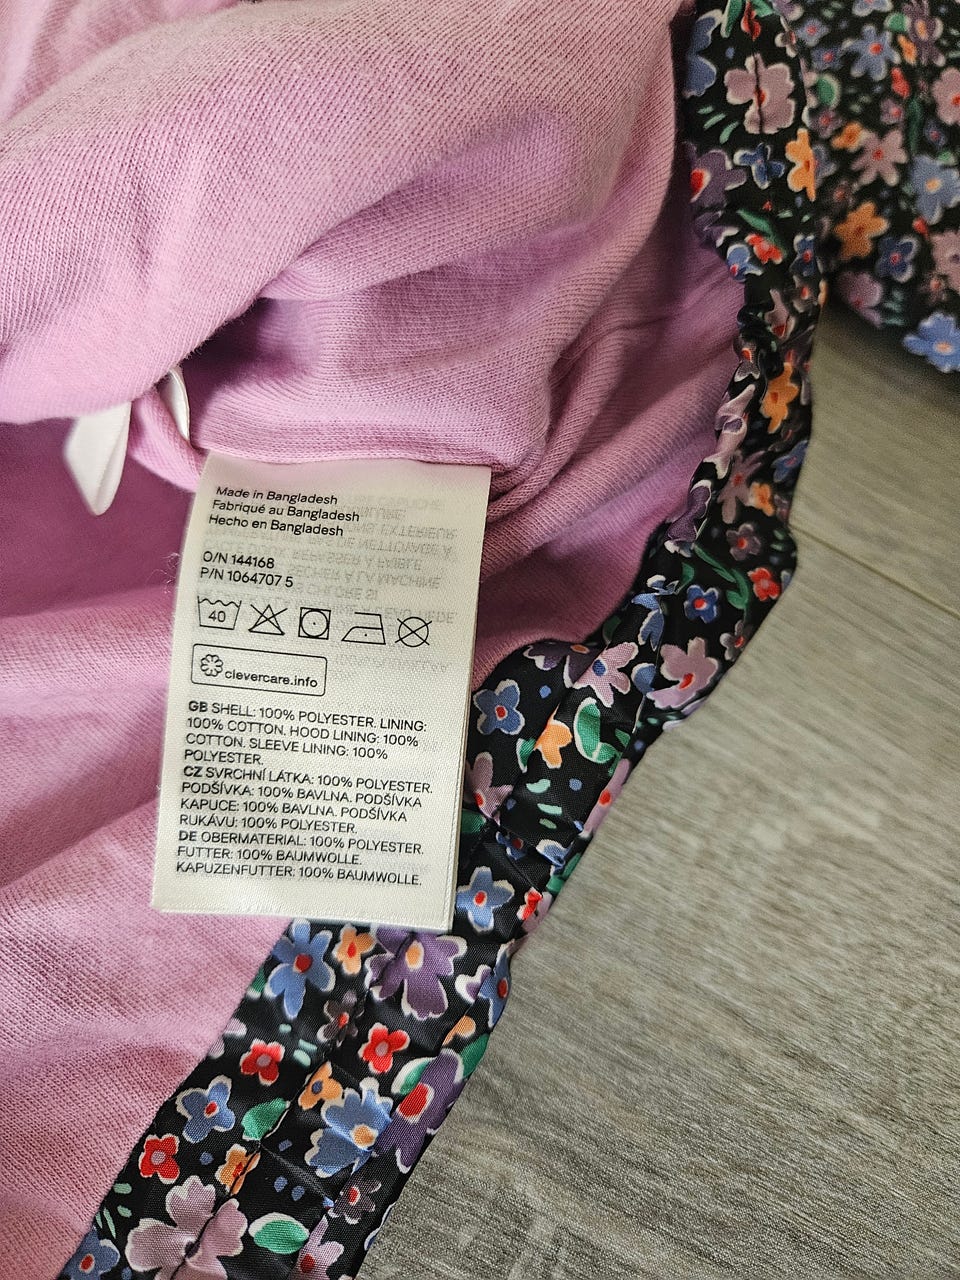 Made in Bangladesh
Fabriqué au Bangladesh
Hecho en Bangladesh
O/N 144168
P/N 1064707 5
40
clevercare.info
GB SHELL: 100% POLYESTER. LINING:
100% COTTON. HOOD LINING: 100%
COTTON. SLEEVE LINING: 100%
POLYESTER.
CZ SVRCHNÍ LÁTKA: 100% POLYESTER.
PODŠÍVKA: 100% BAVLNA. PODŠÍVKA
KAPUCE: 100% BAVLNA. PODŠÍVKA
RUKÁVU: 100% POLYESTER.
DE OBERMATERIAL: 100% POLYESTER.
FUTTER: 100% BAUMWOLLE.
KAPUZENFUTTER: 100% BAUMWOLLE.